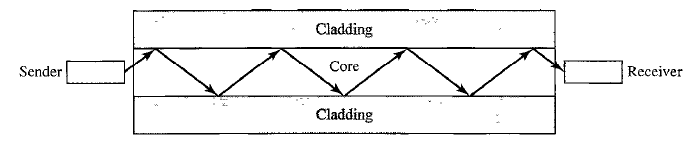 Cladding
Sender
Core
Receiver
Cladding